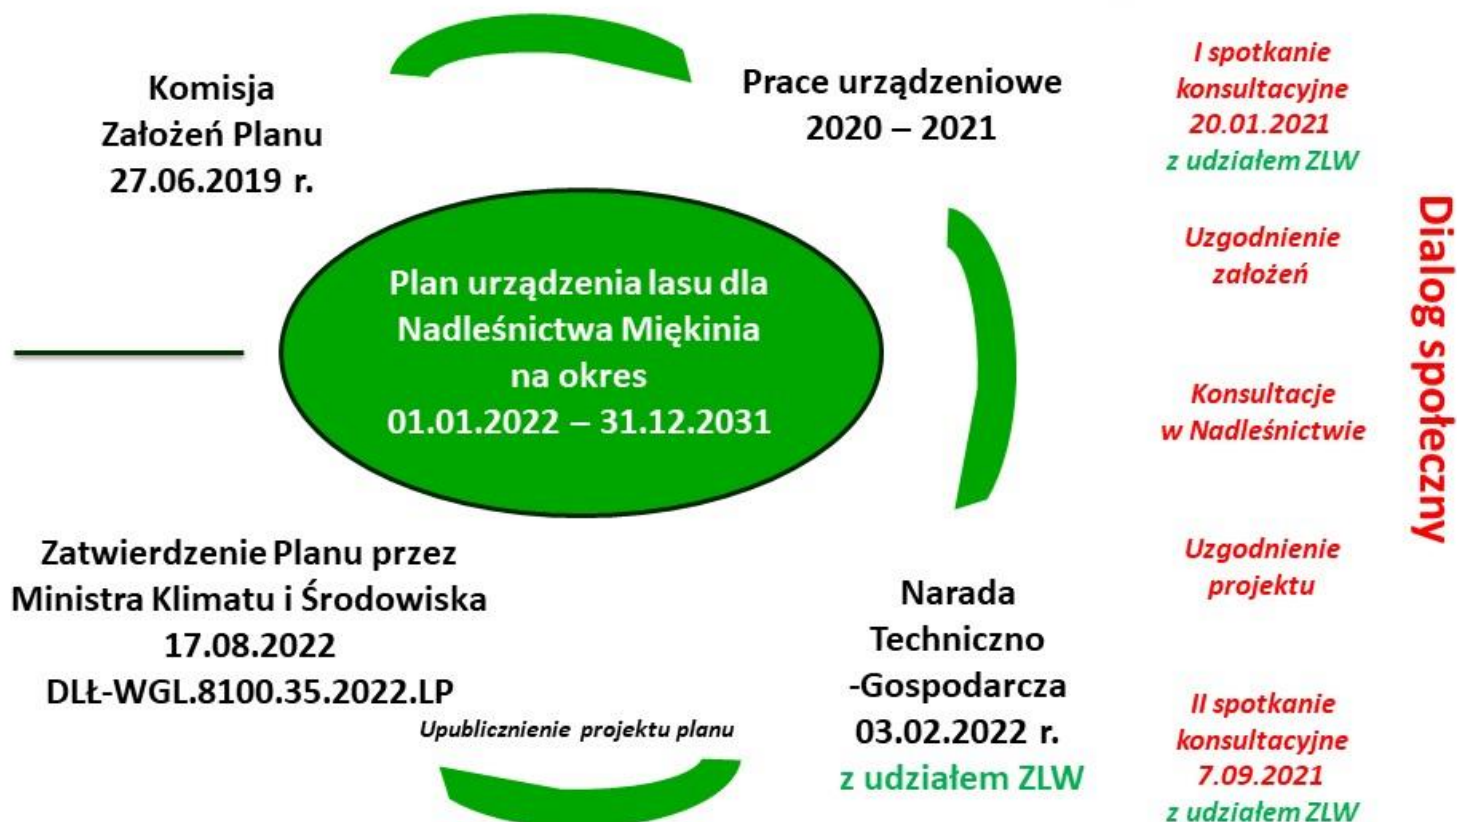 Komisja
Założeń Planu
27.06.2019 r.
Prace urządzeniowe
2020 – 2021
Plan urządzenia lasu dla
Nadleśnictwa Miękinia
na okres
01.01.2022 – 31.12.2031
Zatwierdzenie Planu przez
Ministra Klimatu i Środowiska
17.08.2022
DLŁ-WGL.8100.35.2022.LP
Upublicznienie projektu planu
Narada
Techniczno
-Gospodarcza
03.02.2022 r.
z udziałem ZLW
I spotkanie
konsultacyjne
20.01.2021
z udziałem ZLW
Uzgodnienie
założeń
Konsultacje
w Nadleśnictwie
Uzgodnienie
projektu
II spotkanie
konsultacyjne
7.09.2021
z udziałem ZLW
Dialog społeczny